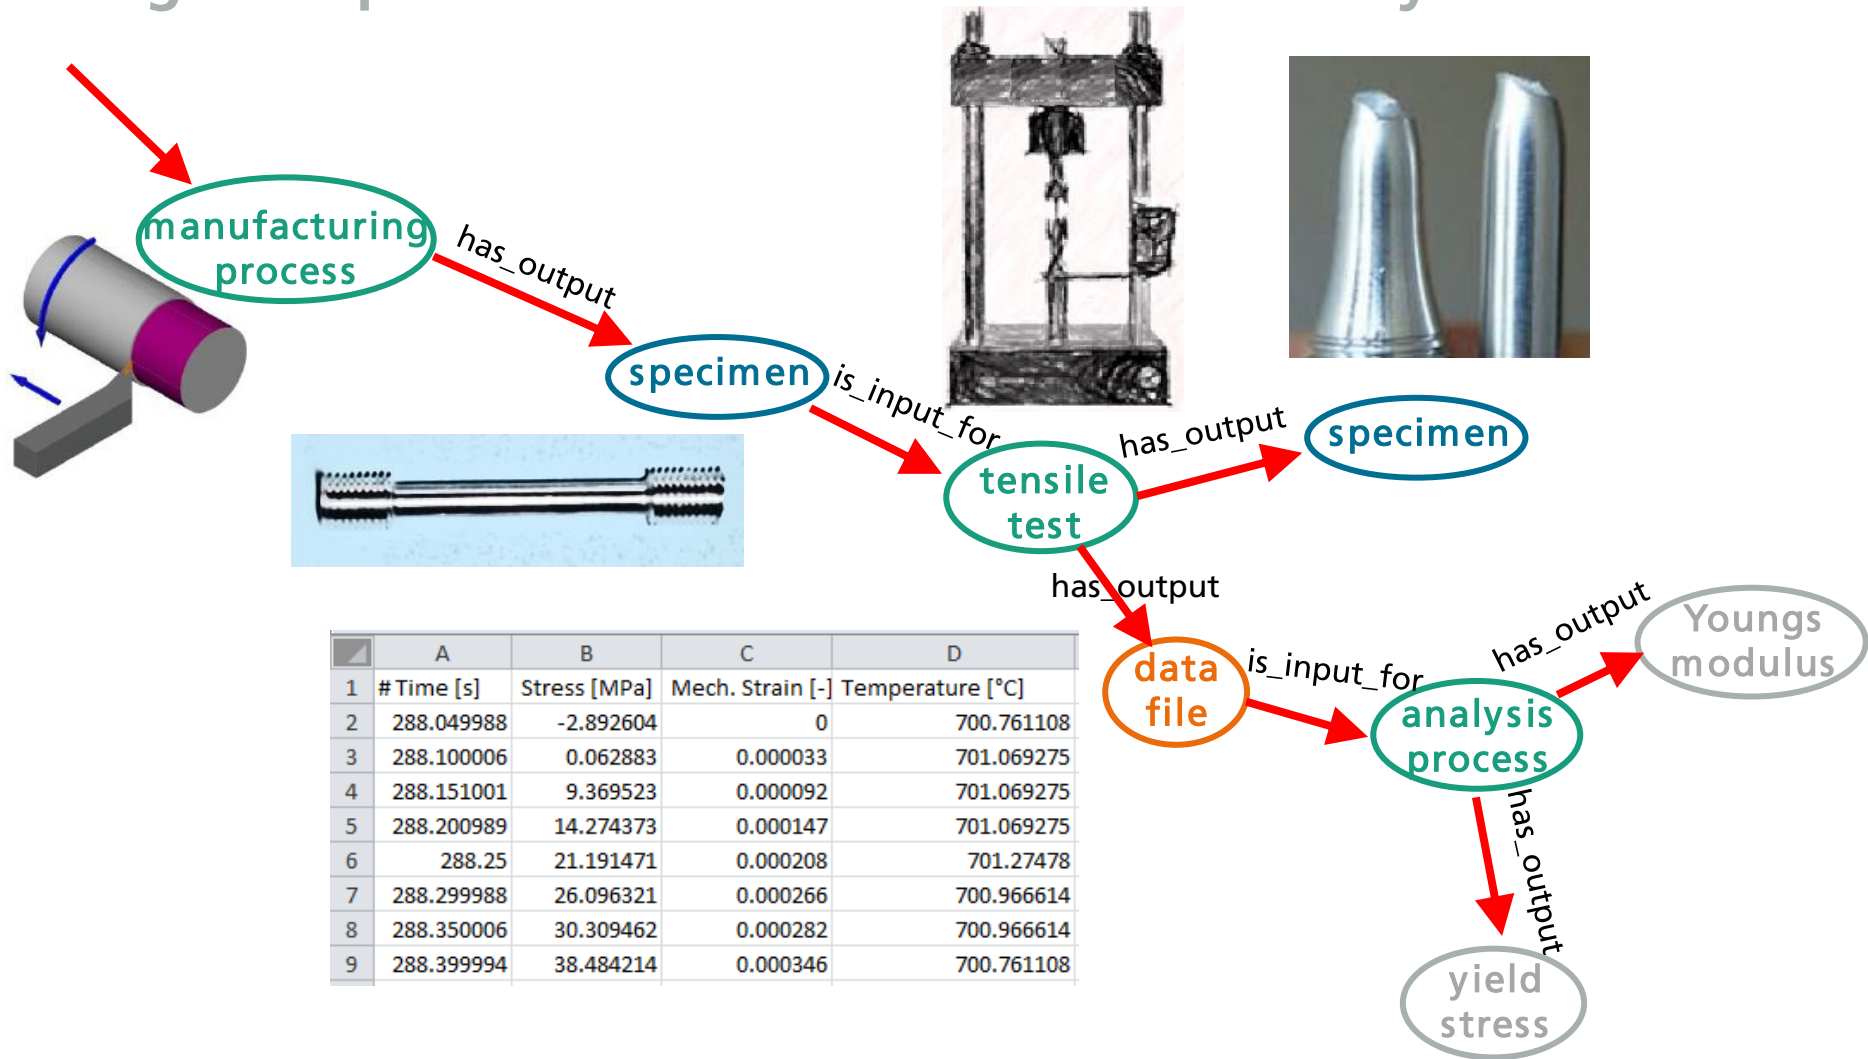 manufacturing
process
has_output
specimen
is_input_for
tensile
test
has_output
specimen
has_output
data
file
is_input_for
analysis
process
has_output
Youngs
modulus
has_output
yield
stress
A B C D
1 # Time [s] Stress [MPa] Mech. Strain [-] Temperature [°C]
2 288.049988 -2.892604 0 700.761108
3 288.100006 0.062883 0.000033 701.069275
4 288.151001 9.369523 0.000092 701.069275
5 288.200989 14.274373 0.000147 701.069275
6 288.25 21.191471 0.000208 701.27478
7 288.299988 26.096321 0.000266 700.966614
8 288.350006 30.309462 0.000282 700.966614
9 288.399994 38.484214 0.000346 700.761108